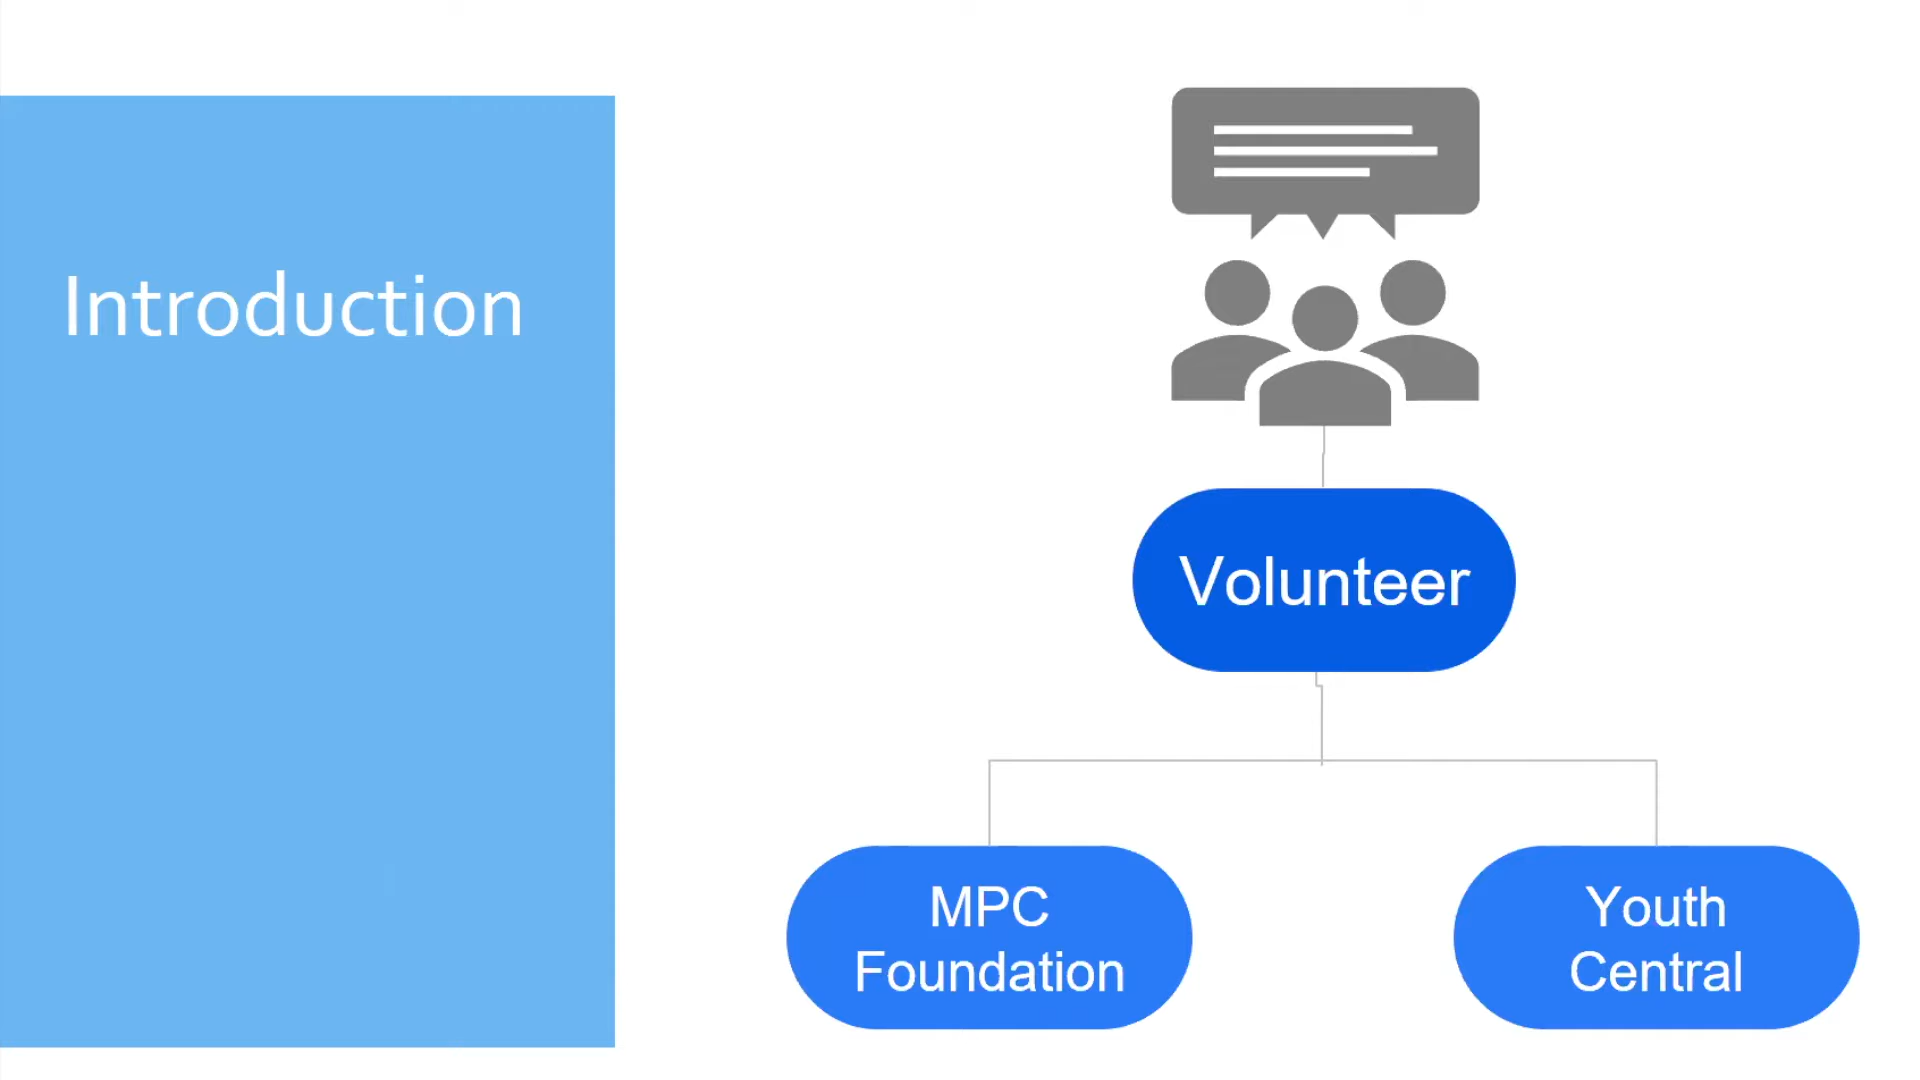 Introduction
Volunteer
MPC
Foundation
Youth
Central